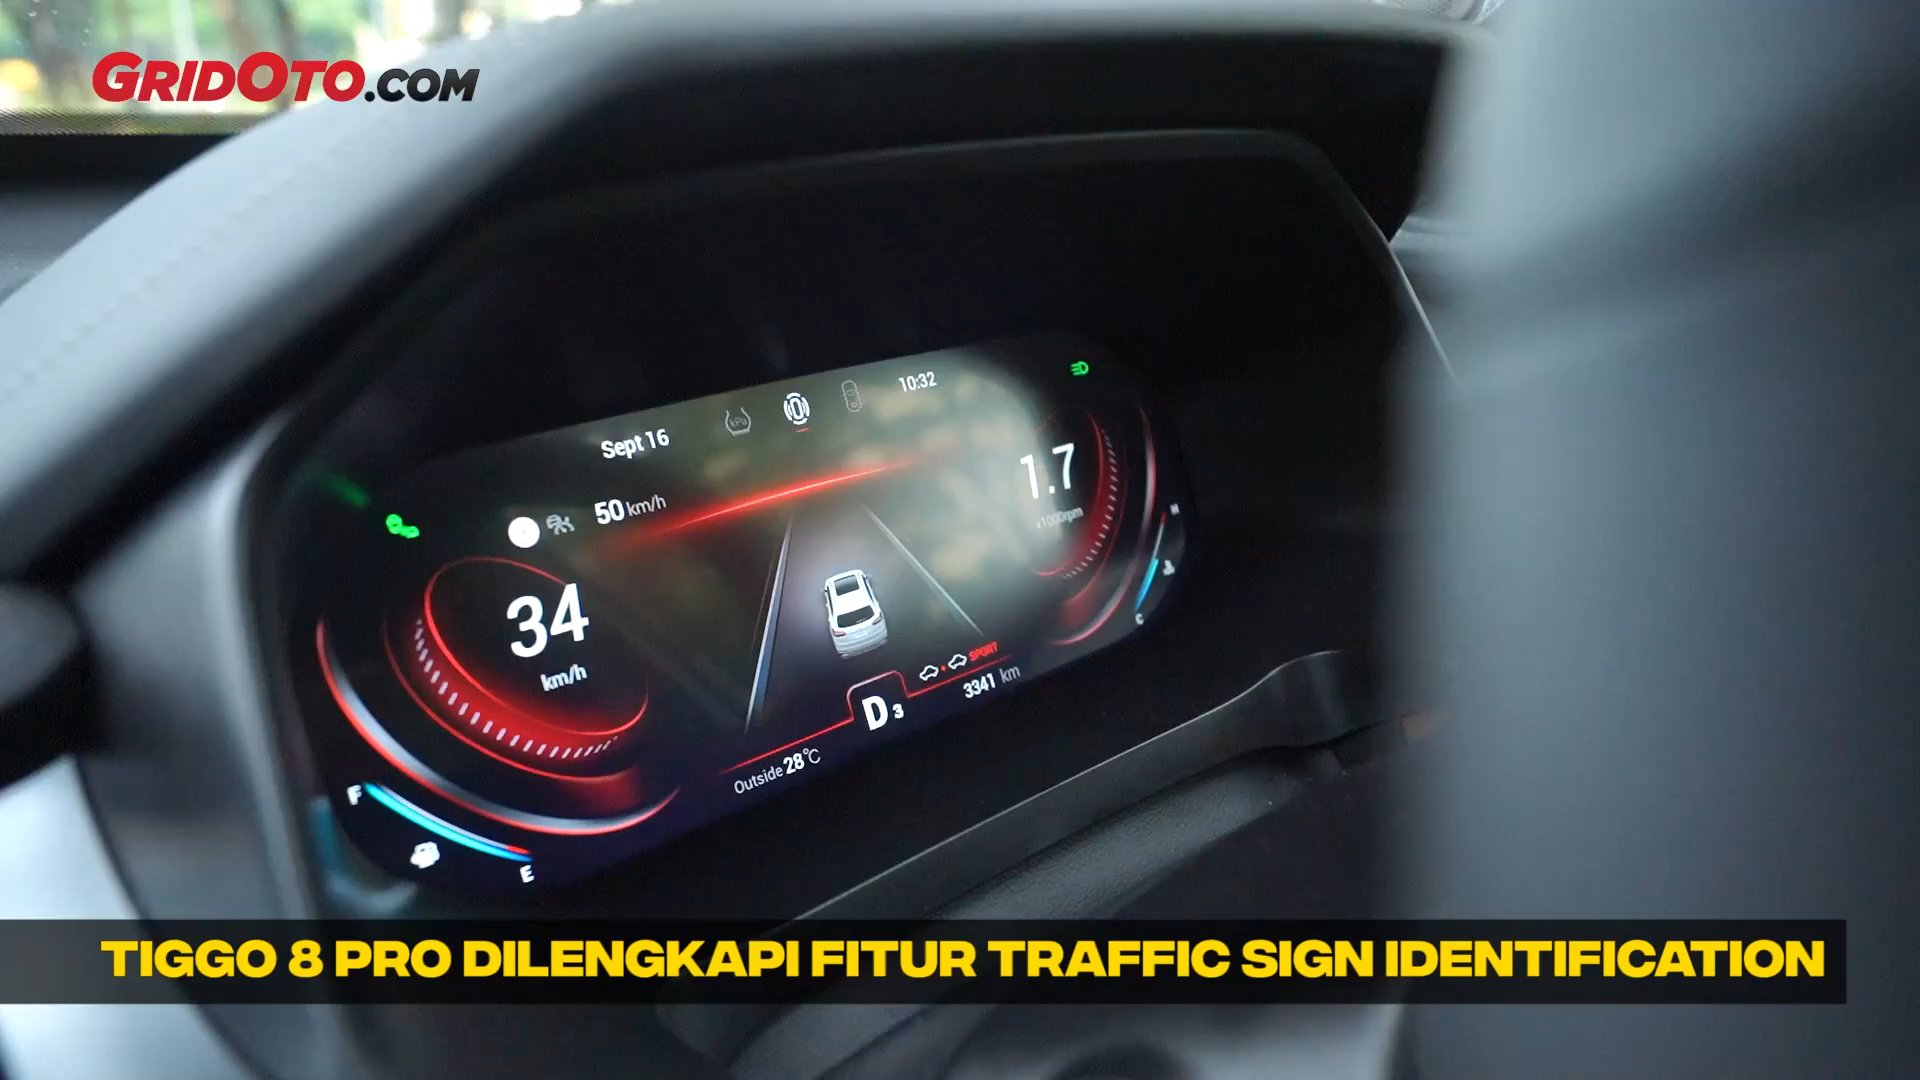 GRIDOTO.COM
10:32
kPa
Sept 16
50 km/h
1.7
x1000rpm
34
km/h
H
C
SPORT
3341 km
D3
Outside 28°C
F
E
TIGGO 8 PRO DILENGKAPI FITUR TRAFFIC SIGN IDENTIFICATION